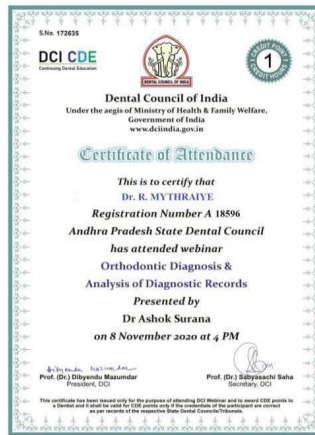 S.No. 172635
DCI CDE
Continuing Dental Education
DENTAL COUNCIL OF INDIA
CREDIT POINT
1
CREDIT HOURS
Dental Council of India
Under the aegis of Ministry of Health & Family Welfare,
Government of India
www.dciindia.gov.in
Certificate of Attendance
This is to certify that
Dr. R. MYTHRAIYE
Registration Number A 18596
Andhra Pradesh State Dental Council
has attended webinar
Orthodontic Diagnosis &
Analysis of Diagnostic Records
Presented by
Dr Ashok Surana
on 8 November 2020 at 4 PM
Dibyendu Mazumdar
Prof. (Dr.) Dibyendu Mazumdar
President, DCI
Prof. (Dr.) Sabyasachi Saha
Secretary, DCI
This certificate has been issued only for the purpose of attending DCI Webinar and to award CDE points to
a Dentist and it shall be valid for CDE points only if the credentials of the participant are correct
as per records of the respective State Dental Councils/Tribunals.